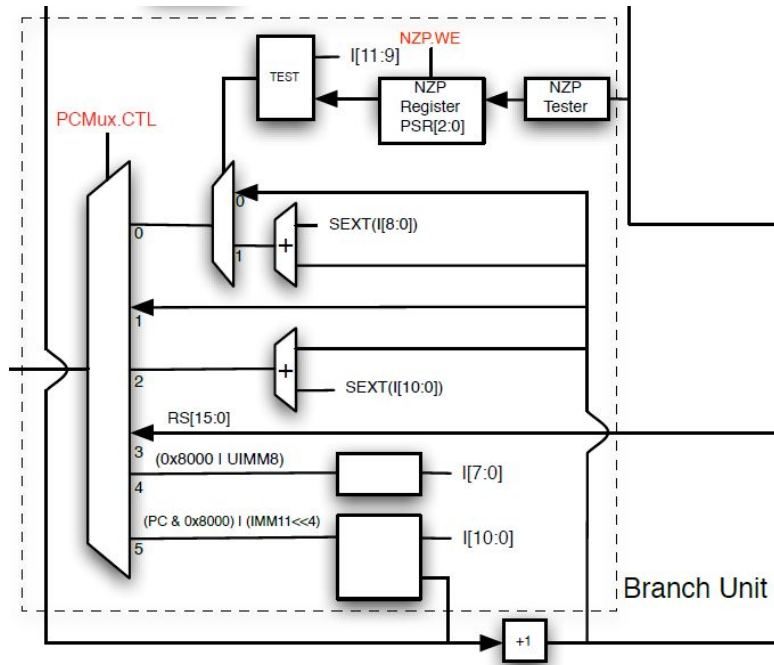 NZP.WE
I[11:9]
TEST
NZP
Register
PSR[2:0]
NZP
Tester
PCMux.CTL
0
0
SEXT(I[8:0])
+
1
1
2
+
SEXT(I[10:0])
RS[15:0]
3
(0x8000 I UIMM8)
4
I[7:0]
(PC & 0x8000) I (IMM11<<4)
5
I[10:0]
Branch Unit
+1